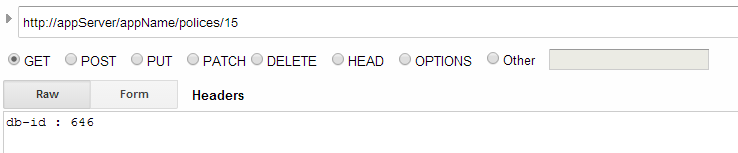 http://appServer/appName/polices/15
GET POST PUT PATCH DELETE HEAD OPTIONS Other
Raw Form Headers
db-id : 646